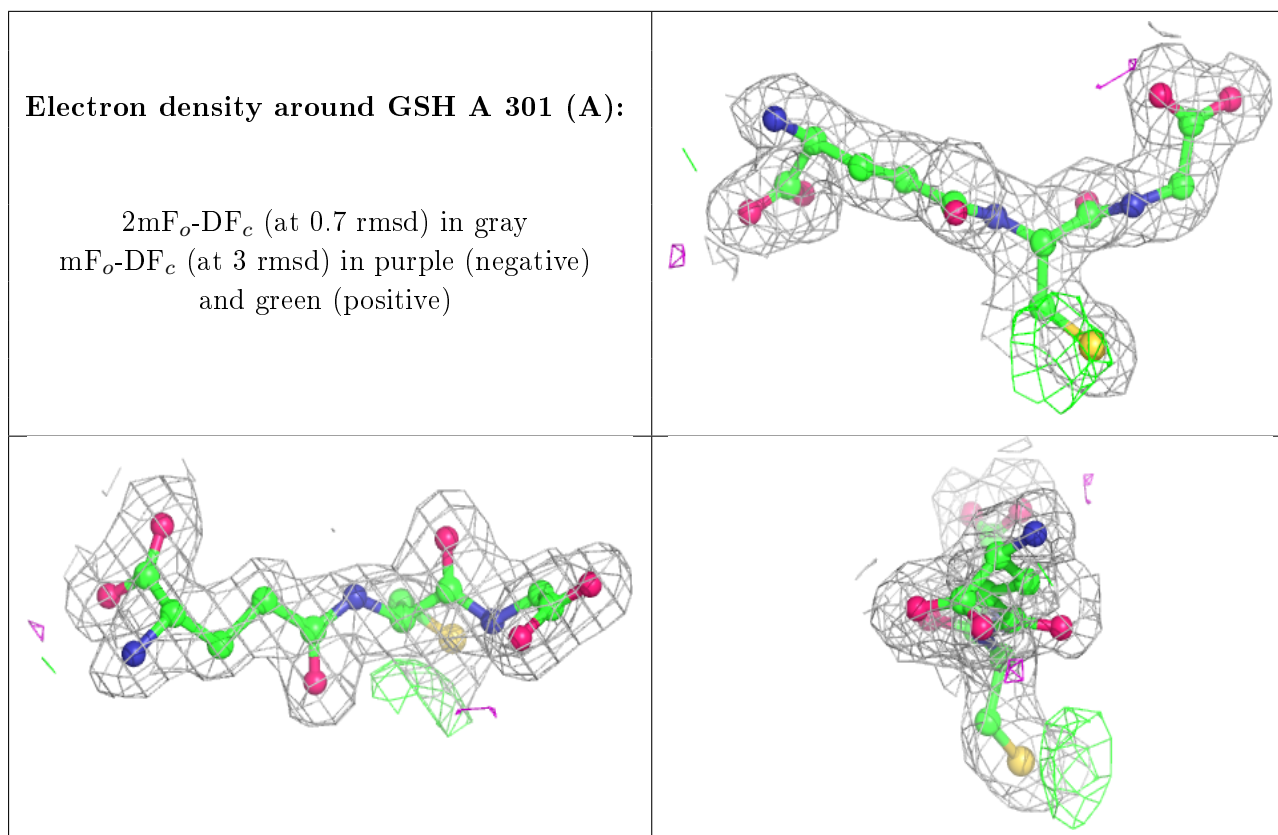 Electron density around GSH A 301 (A):
2mFo-DFc (at 0.7 rmsd) in gray
mFo-DFc (at 3 rmsd) in purple (negative)
and green (positive)